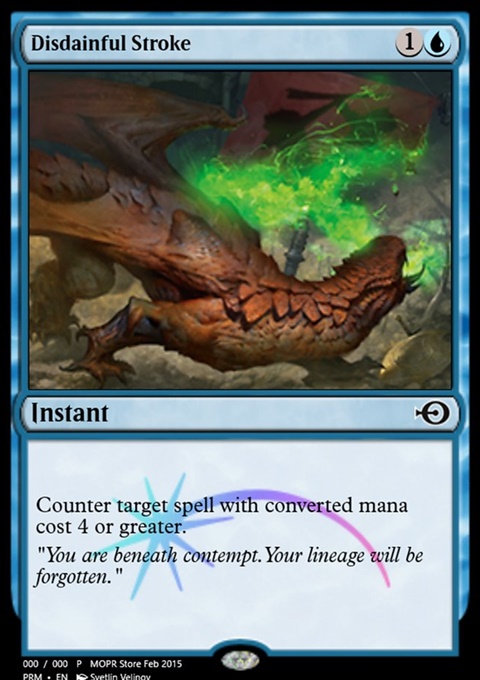 Disdainful Stroke 1
Instant
Counter target spell with converted mana
cost 4 or greater.
"You are beneath contempt. Your lineage will be
forgotten."
000 / 000 P MOPR Store Feb 2015
PRM • EN Svetlin Velinov